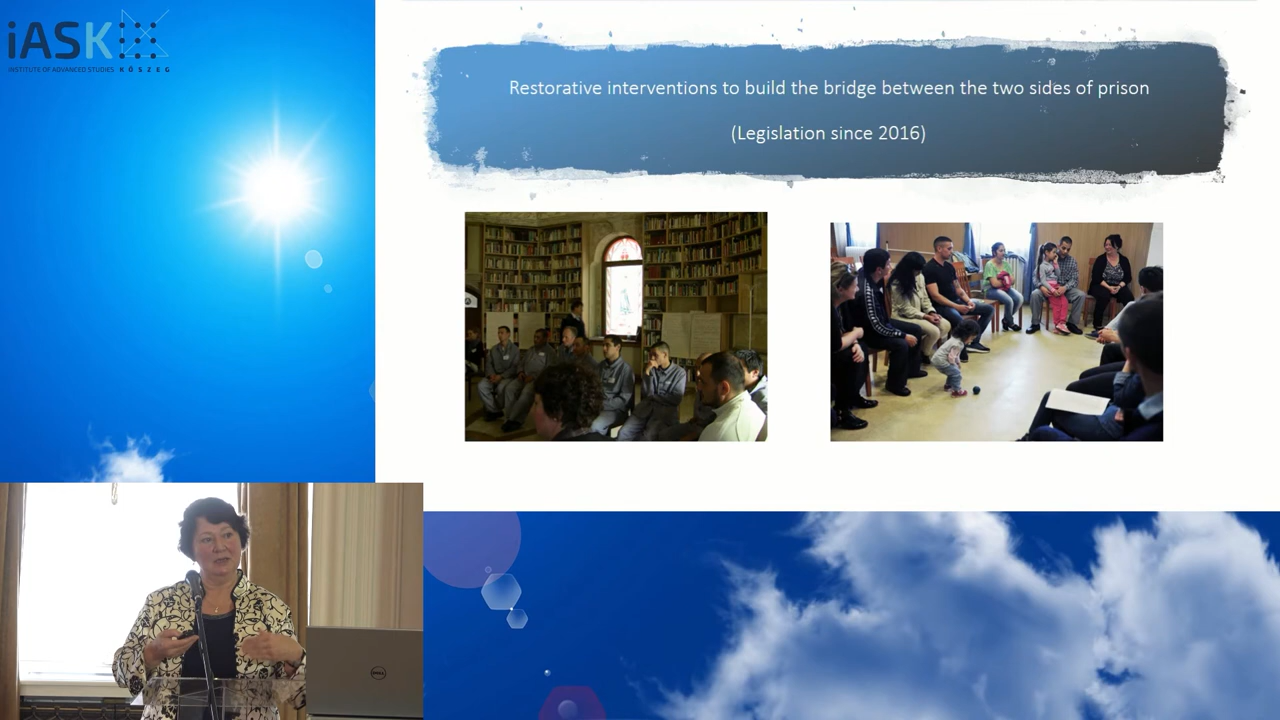 iASK
INSTITUTE OF ADVANCED STUDIES KŐSZEG
Restorative interventions to build the bridge between the two sides of prison
(Legislation since 2016)
DELL